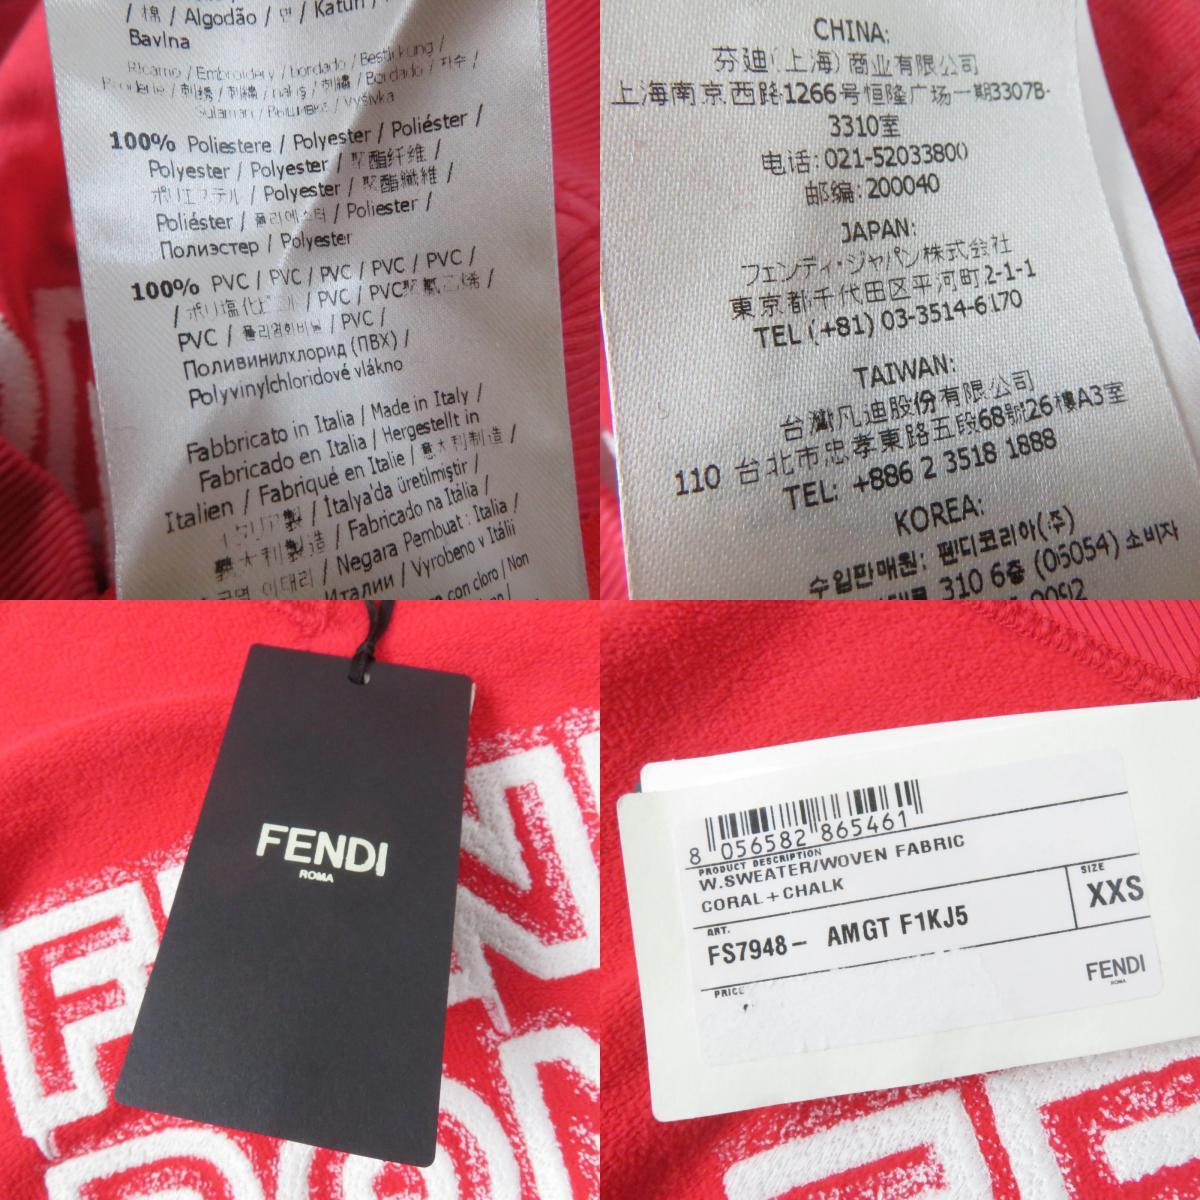 / 棉 / Algodão / 면 / Katun /
Bavlna
Ricamo / Embroidery / bordado / Bestickung /
Broderie / 刺绣 / 刺繍 / nakış / 刺繡 / Bordado / 자수 /
Sulaman / Вышивка / Výšivka
100% Poliestere / Polyester / Poliéster /
Polyester / Polyester / 聚酯纤维 /
ポリエステル / Polyester / 聚酯纖維 /
Poliéster / 폴리에스터 / Poliester /
Полиэстер / Polyester
100% PVC / PVC / PVC / PVC / PVC /
/ ポリ塩化ビニル / PVC / PVC聚氯乙烯 /
PVC / 폴리염화비닐 / PVC /
Поливинилхлорид (ПВХ) /
Polyvinylchloridové vlákno
Fabbricato in Italia / Made in Italy /
Fabricado en Italia / Hergestellt in
Italien / Fabriqué en Italie / 意大利制造 /
イタリア製 / İtalya'da üretilmiştir /
義大利製造 / Fabricado na Itália /
이태리 / Negara Pembuat : Italia /
Италии / Vyrobeno v Itálii
con cloro / Non
CHINA:
芬迪(上海)商业有限公司
上海南京西路1266号恒隆广场一期3307B-
3310室
电话: 021-52033800
邮编: 200040
JAPAN:
フェンディ・ジャパン株式会社
東京都千代田区平河町2-1-1
TEL (+81) 03-3514-6170
TAIWAN:
台灣凡迪股份有限公司
110 台北市忠孝東路五段68號26樓A3室
TEL: +886 2 3518 1888
KOREA:
수입판매원: 펜디코리아(주)
310 6층 (06054) 소비자
FENDI
ROMA
8 056582 865461
PRODUCT DESCRIPTION
W.SWEATER/WOVEN FABRIC
CORAL+CHALK
SIZE
XXS
ART.
FS7948- AMGT F1KJ5
PRICE
FENDI
ROMA